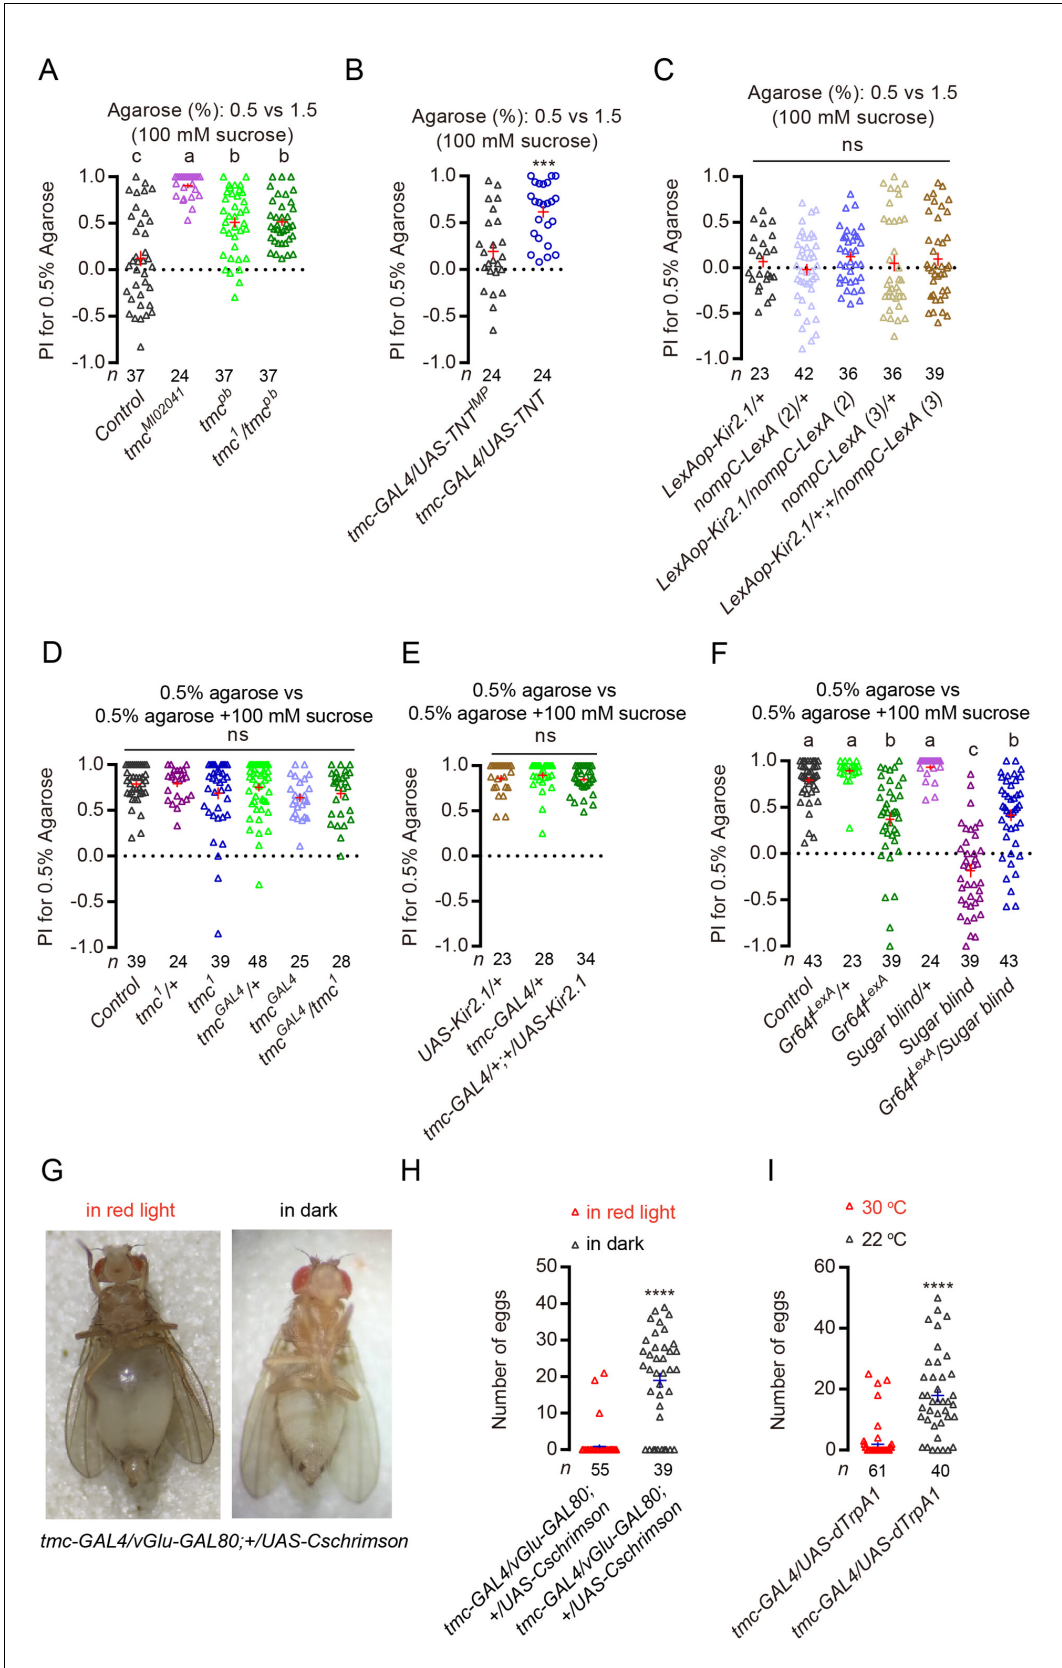 A
Agarose (%): 0.5 vs 1.5
(100 mM sucrose)
c a b b
PI for 0.5% Agarose
1.0
0.5
0.0
-0.5
-1.0
n 37 24 37 37
Control
tmc^MI02041
tmc^pb
tmc^1/tmc^pb
B
Agarose (%): 0.5 vs 1.5
(100 mM sucrose)
***
PI for 0.5% Agarose
1.0
0.5
0.0
-0.5
-1.0
n 24 24
tmc-GAL4/UAS-TNT^IMP
tmc-GAL4/UAS-TNT
C
Agarose (%): 0.5 vs 1.5
(100 mM sucrose)
ns
PI for 0.5% Agarose
1.0
0.5
0.0
-0.5
-1.0
n 23 42 36 36 39
LexAop-Kir2.1/+
nompC-LexA (2)/+
LexAop-Kir2.1/nompC-LexA (2)
nompC-LexA (3)/+
LexAop-Kir2.1/+;+/nompC-LexA (3)
D
0.5% agarose vs
0.5% agarose +100 mM sucrose
ns
PI for 0.5% Agarose
1.0
0.5
0.0
-0.5
-1.0
n 39 24 39 48 25 28
Control
tmc^1/+
tmc^1
tmc^GAL4/+
tmc^GAL4
tmc^GAL4/tmc^1
E
0.5% agarose vs
0.5% agarose +100 mM sucrose
ns
PI for 0.5% Agarose
1.0
0.5
0.0
-0.5
-1.0
n 23 28 34
UAS-Kir2.1/+
tmc-GAL4/+
tmc-GAL4/+;+/UAS-Kir2.1
F
0.5% agarose vs
0.5% agarose +100 mM sucrose
a a b a c b
PI for 0.5% Agarose
1.0
0.5
0.0
-0.5
-1.0
n 43 23 39 24 39 43
Control
Gr64f^LexA/+
Gr64f^LexA
Sugar blind/+
Sugar blind
Gr64f^LexA/Sugar blind
G
in red light in dark
tmc-GAL4/vGlu-GAL80;+/UAS-Cschrimson
H
in red light
in dark
****
Number of eggs
50
40
30
20
10
0
n 55 39
tmc-GAL4/vGlu-GAL80;
+/UAS-Cschrimson
tmc-GAL4/vGlu-GAL80;
+/UAS-Cschrimson
I
30 °C
22 °C
****
Number of eggs
60
40
20
0
n 61 40
tmc-GAL4/UAS-dTrpA1
tmc-GAL4/UAS-dTrpA1